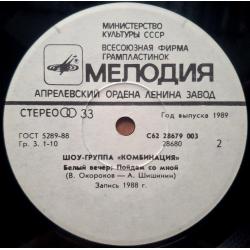 МИНИСТЕРСТВО
КУЛЬТУРЫ СССР
ВСЕСОЮЗНАЯ ФИРМА
ГРАМПЛАСТИНОК
МЕЛОДИЯ
АПРЕЛЕВСКИЙ ОРДЕНА ЛЕНИНА ЗАВОД
СТЕРЕО 33
Год выпуска 1989
ГОСТ 5289-88
Гр. 3. 1-10
С62 28679 003
28680
2
ШОУ-ГРУППА «КОМБИНАЦИЯ»
Белый вечер; Пойдем со мной
(В. Окороков — А. Шишинин)
Запись 1988 г.